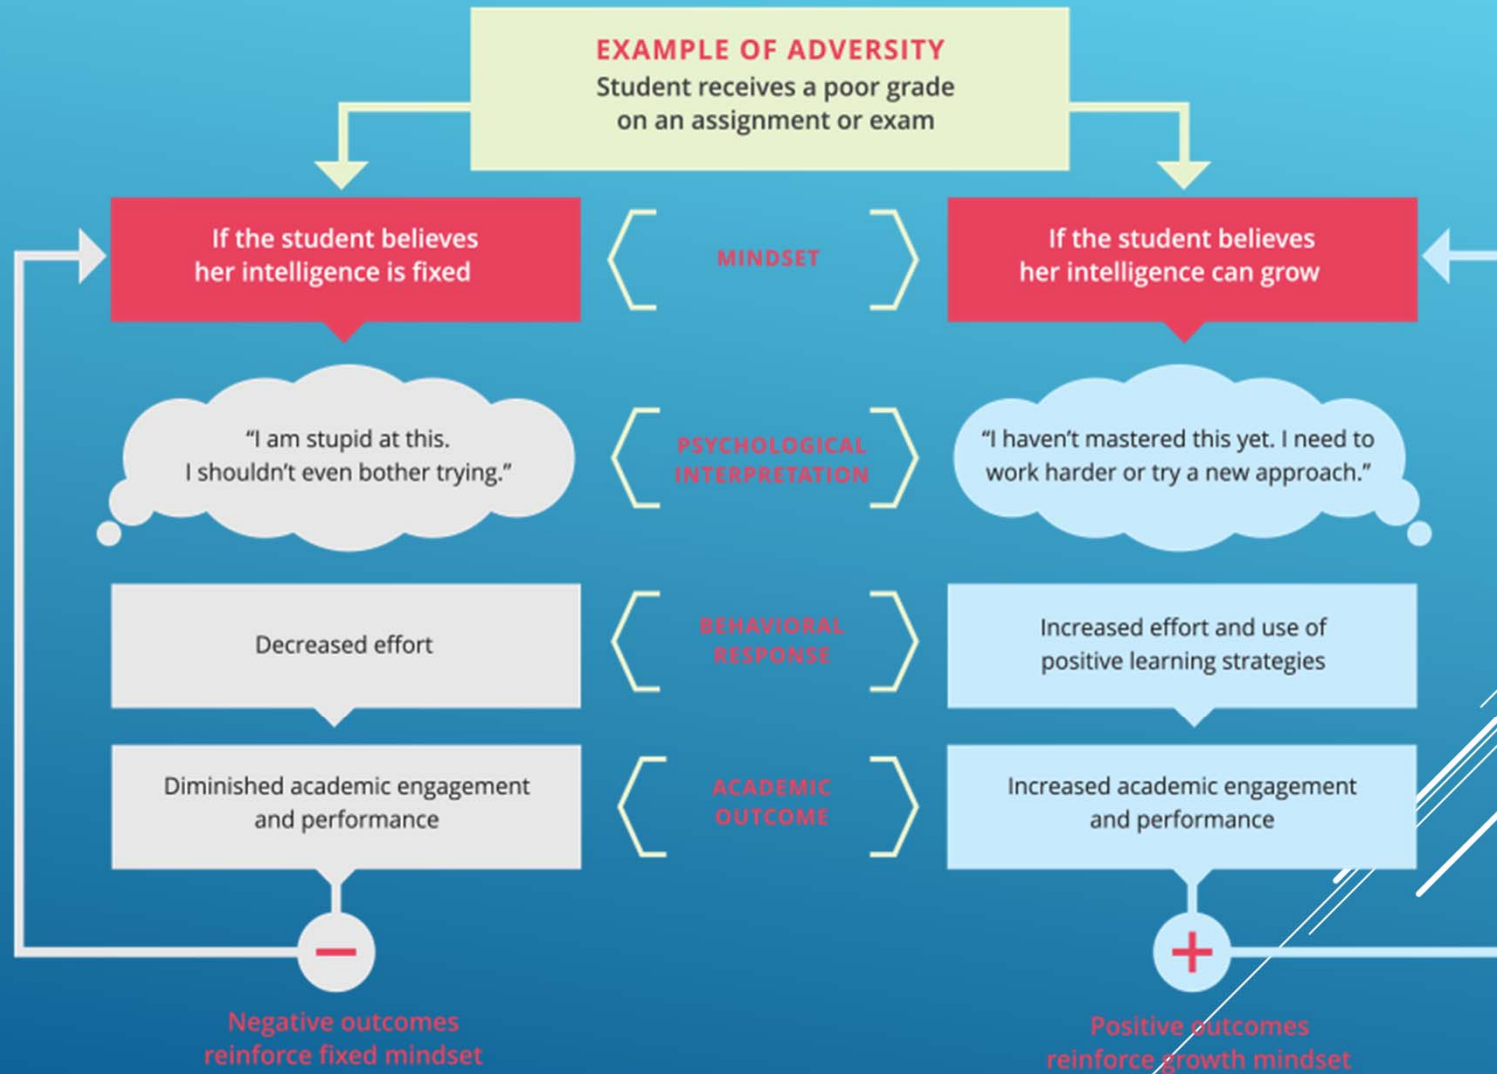 EXAMPLE OF ADVERSITY
Student receives a poor grade
on an assignment or exam
If the student believes
her intelligence is fixed
MINDSET
If the student believes
her intelligence can grow
“I am stupid at this.
I shouldn’t even bother trying.”
PSYCHOLOGICAL
INTERPRETATION
“I haven’t mastered this yet. I need to
work harder or try a new approach.”
Decreased effort
BEHAVIORAL
RESPONSE
Increased effort and use of
positive learning strategies
Diminished academic engagement
and performance
ACADEMIC
OUTCOME
Increased academic engagement
and performance
Negative outcomes
reinforce fixed mindset
Positive outcomes
reinforce growth mindset